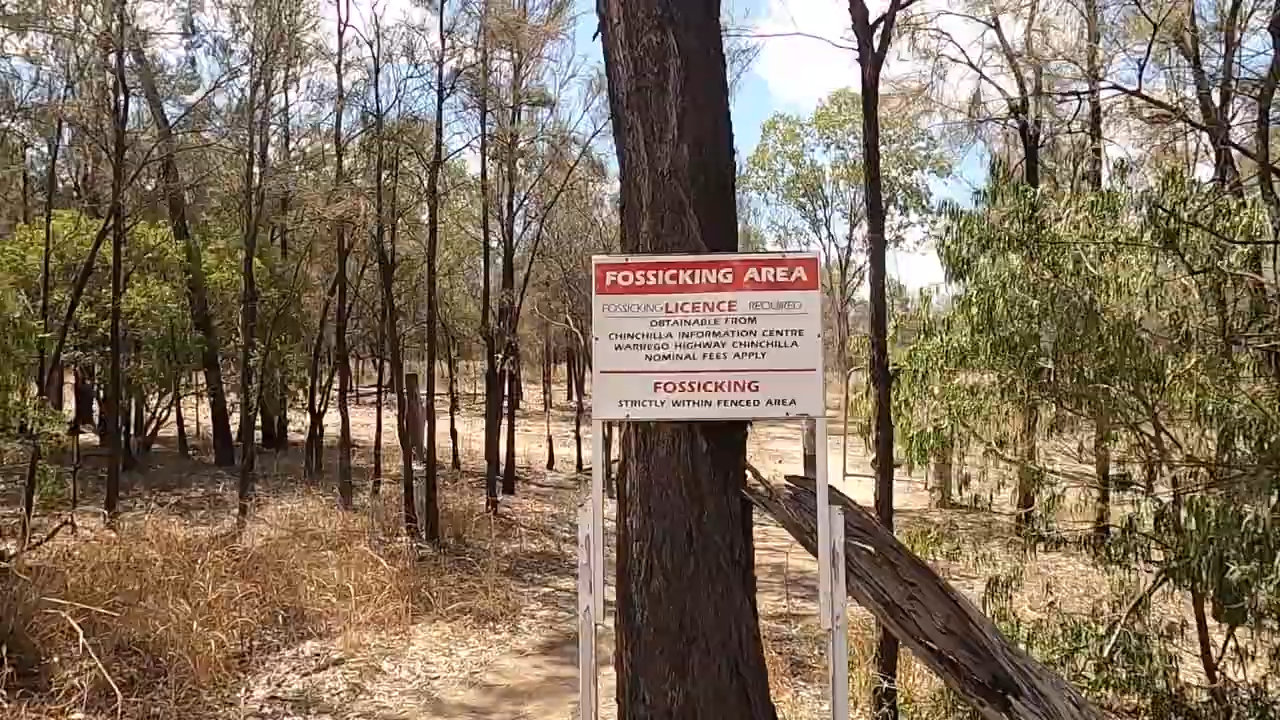 FOSSICKING AREA
FOSSICKING LICENCE REQUIRED
OBTAINABLE FROM
CHINCHILLA INFORMATION CENTRE
WARREGO HIGHWAY CHINCHILLA
NOMINAL FEES APPLY
FOSSICKING
STRICTLY WITHIN FENCED AREA